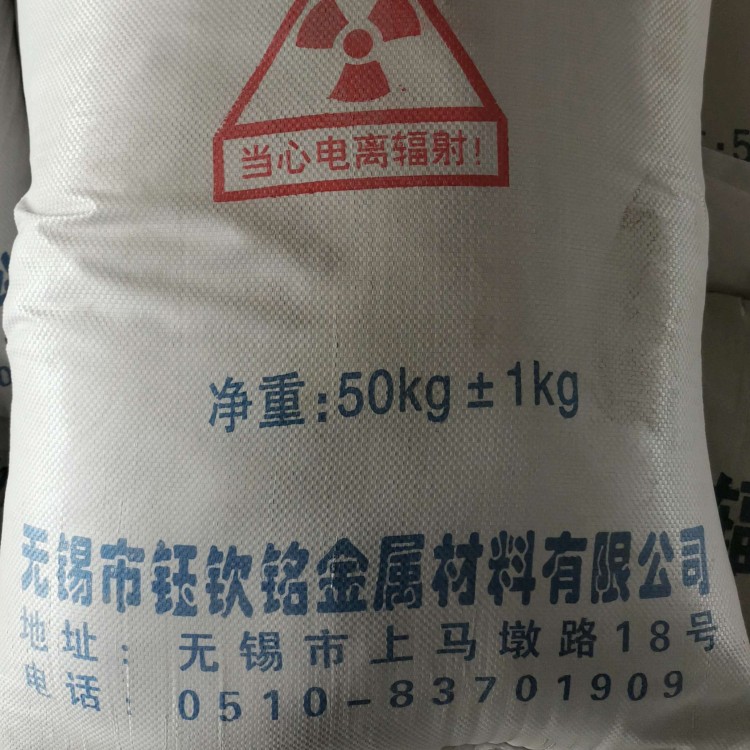 当心电离辐射!
净重:50kg±1kg
无锡市钰钦铭金属材料有限公司
地址:无锡市上马墩路18号
电话:0510-83701909